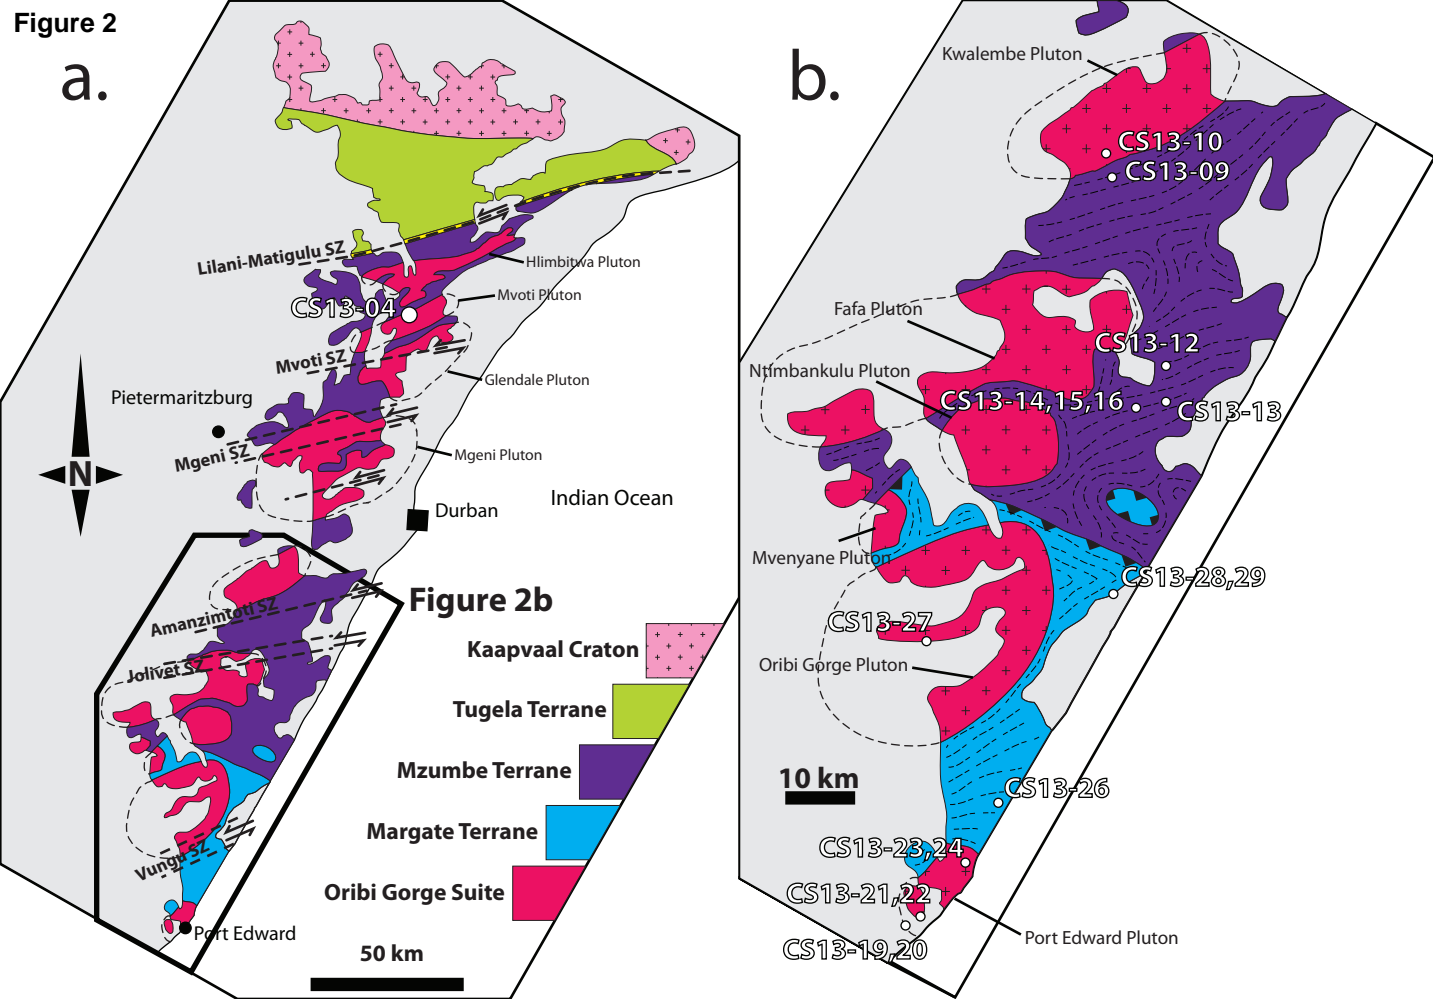 Figure 2
a.
Lilani-Matigulu SZ
Hlimbitwa Pluton
Mvoti Pluton
CS13-04
Mvoti SZ
Glendale Pluton
Pietermaritzburg
Mgeni SZ
Mgeni Pluton
N
Durban
Indian Ocean
Figure 2b
Amanzimtoti SZ
Jolivet SZ
Vungu SZ
Port Edward
Kaapvaal Craton
Tugela Terrane
Mzumbe Terrane
Margate Terrane
Oribi Gorge Suite
50 km
b.
Kwalembe Pluton
CS13-10
CS13-09
Fafa Pluton
CS13-12
Ntimbankulu Pluton
CS13-14,15,16
CS13-13
Mvenyane Pluton
CS13-28,29
CS13-27
Oribi Gorge Pluton
10 km
CS13-26
CS13-23,24
CS13-21,22
Port Edward Pluton
CS13-19,20